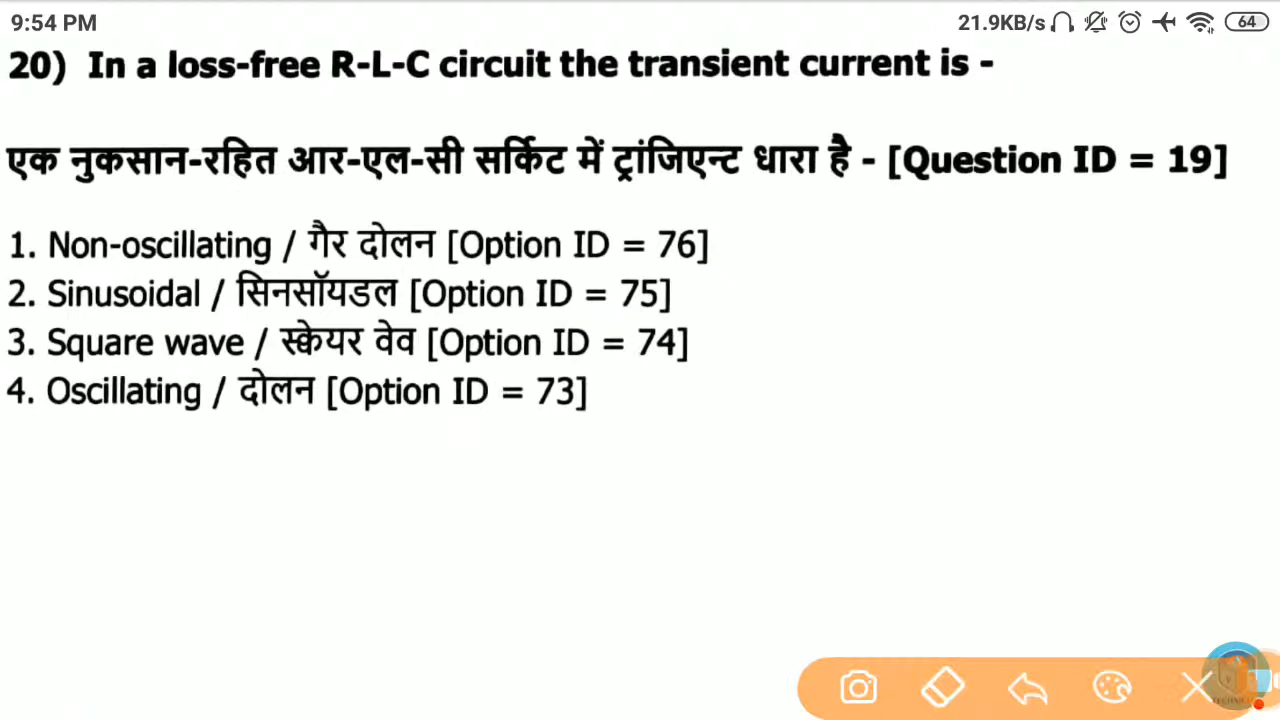 9:54 PM
21.9KB/s
64
20) In a loss-free R-L-C circuit the transient current is -
एक नुकसान-रहित आर-एल-सी सर्किट में ट्रांजिएन्ट धारा है - [Question ID = 19]
1. Non-oscillating / गैर दोलन [Option ID = 76]
2. Sinusoidal / सिनसॉयडल [Option ID = 75]
3. Square wave / स्केयर वेव [Option ID = 74]
4. Oscillating / दोलन [Option ID = 73]